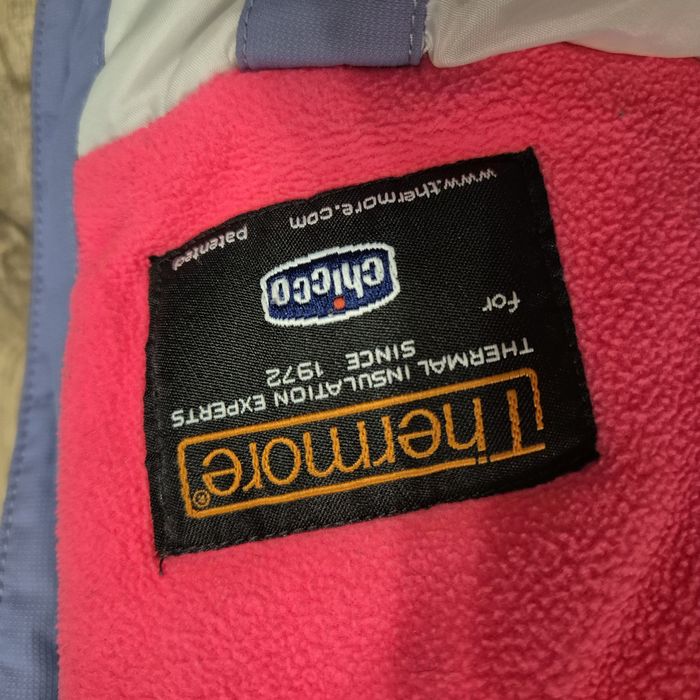 Thermore®
THERMAL INSULATION EXPERTS
SINCE 1972
for
chicco
patented
www.thermore.com